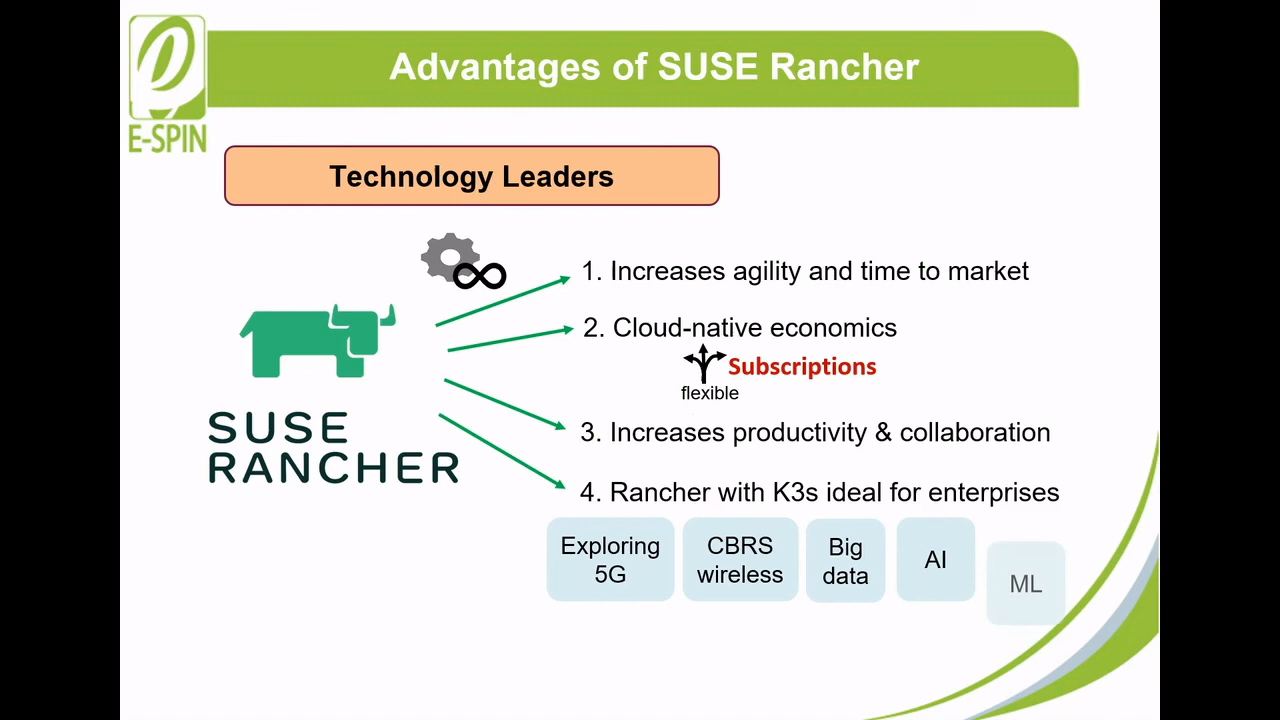 Advantages of SUSE Rancher
E-SPIN
Technology Leaders
1. Increases agility and time to market
2. Cloud-native economics
Subscriptions
flexible
SUSE
RANCHER
3. Increases productivity & collaboration
4. Rancher with K3s ideal for enterprises
Exploring
5G
CBRS
wireless
Big
data
AI
ML